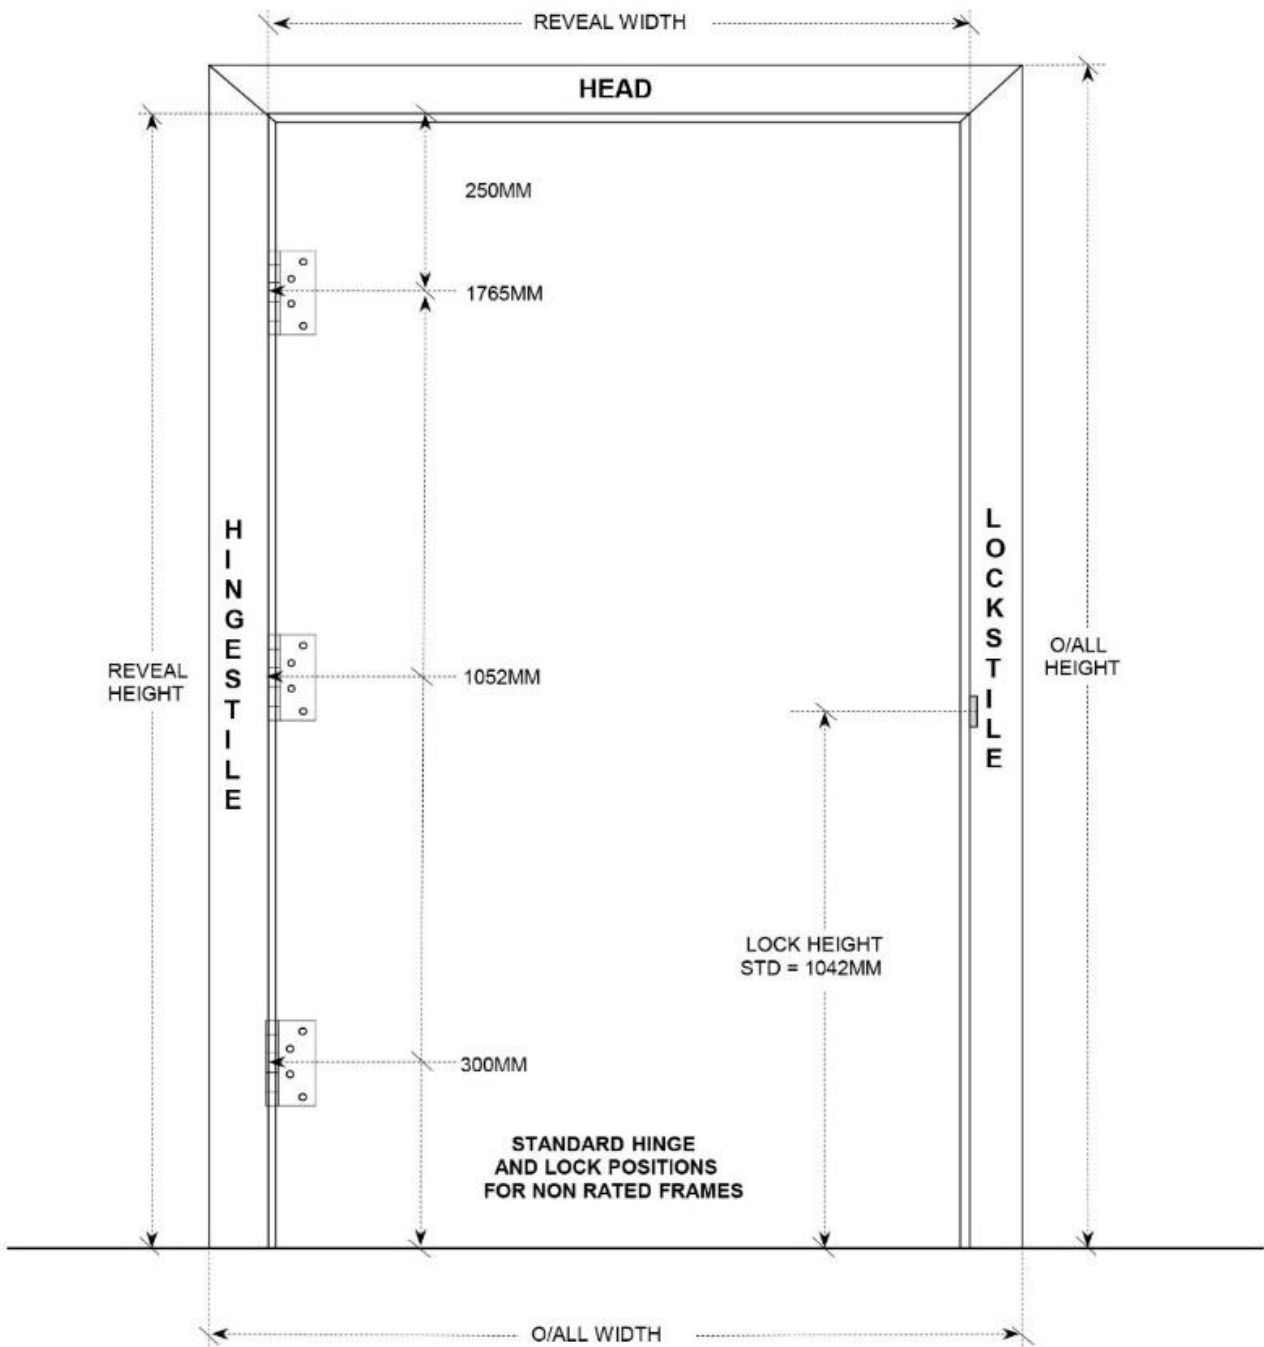 REVEAL WIDTH
HEAD
250MM
1765MM
HINGESTILE
LOCKSTILE
REVEAL
HEIGHT
1052MM
O/ALL
HEIGHT
LOCK HEIGHT
STD = 1042MM
300MM
STANDARD HINGE
AND LOCK POSITIONS
FOR NON RATED FRAMES
O/ALL WIDTH